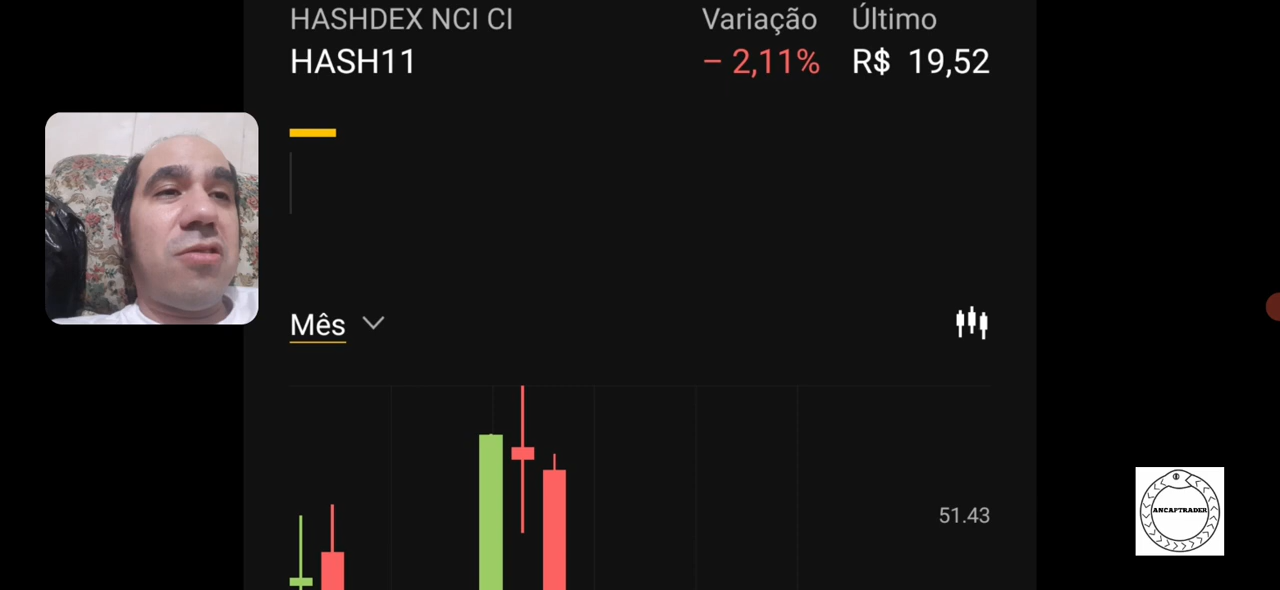 HASHDEX NCI CI
Variação Último
HASH11
– 2,11% R$ 19,52
Mês
51.43
ANCAPTRADER